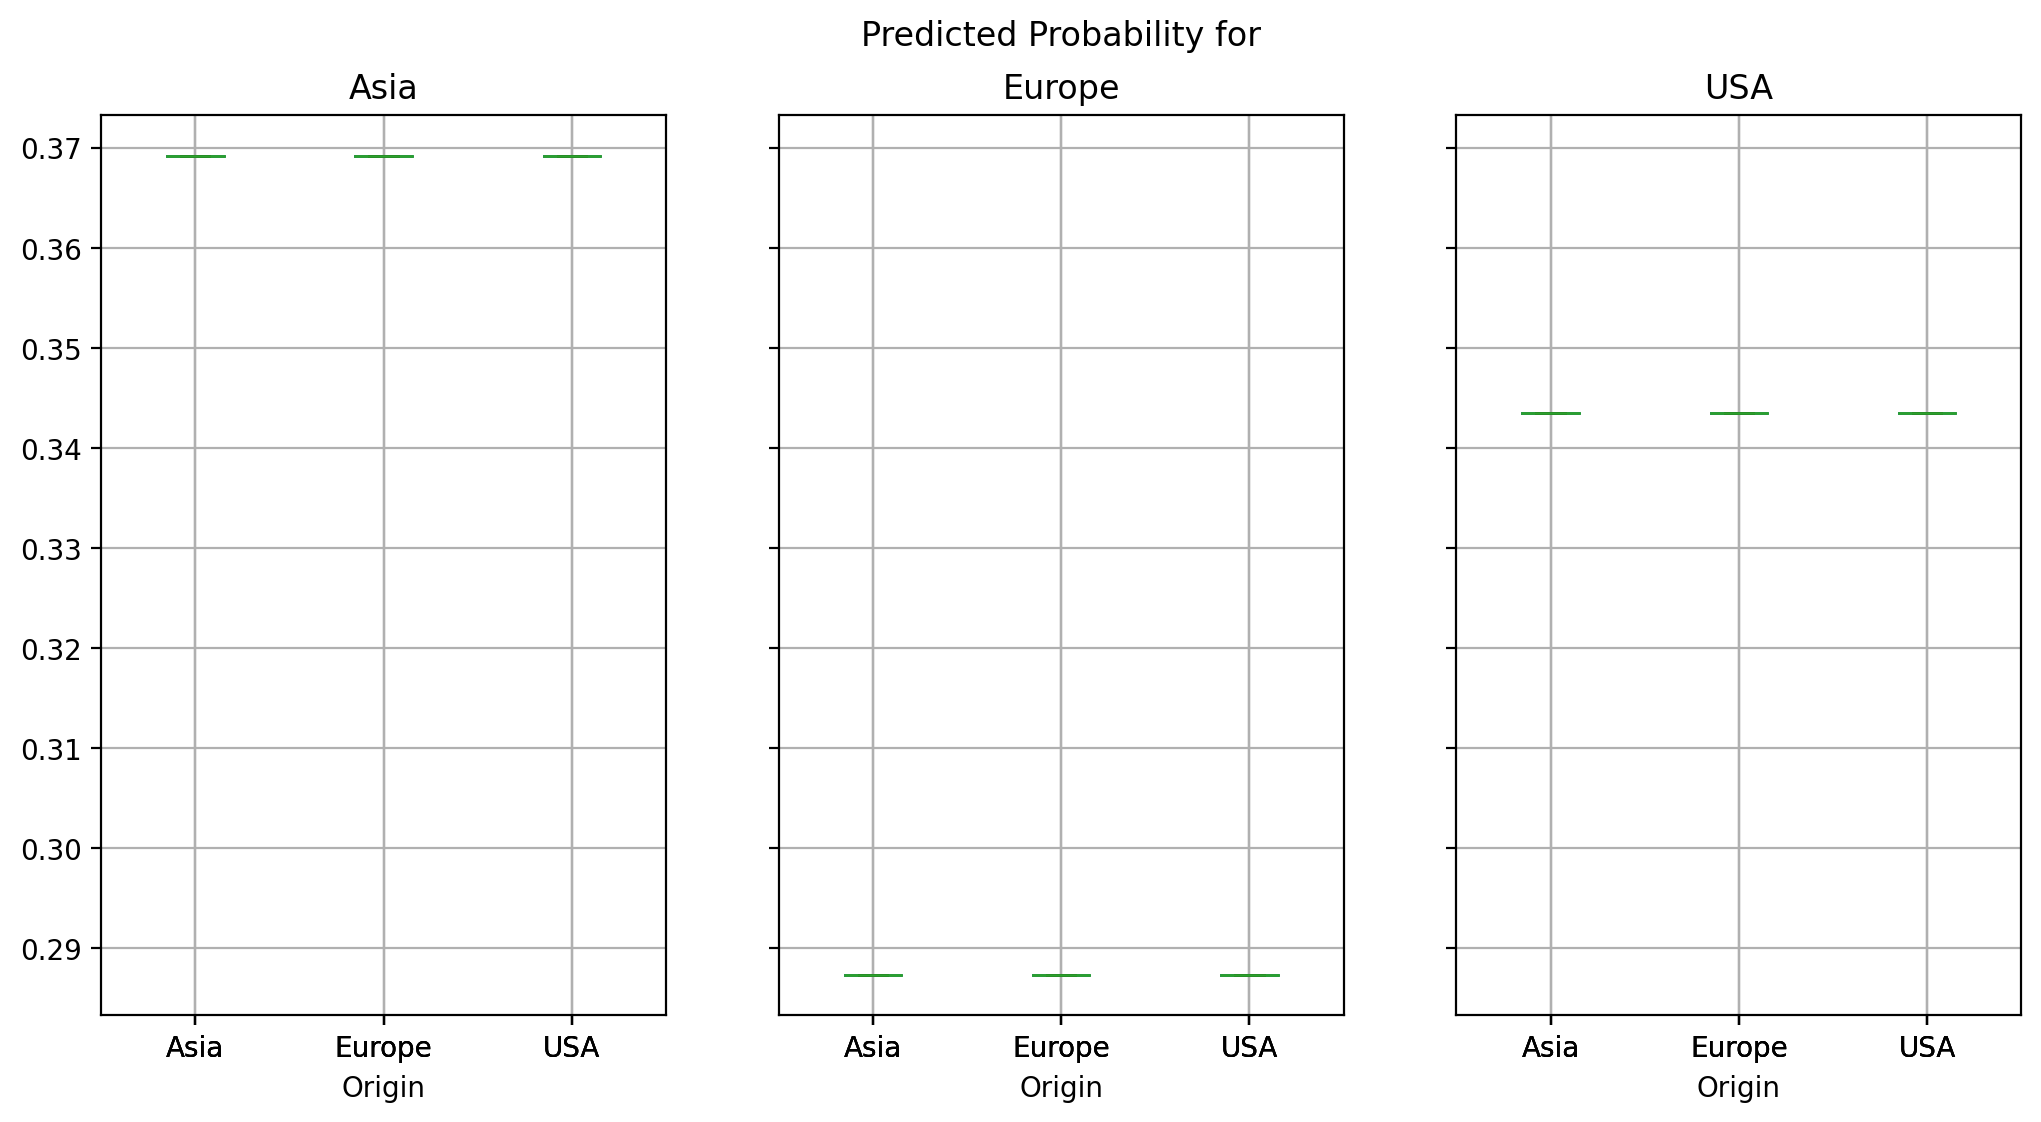 Predicted Probability for
Asia
Europe
USA
0.37
0.36
0.35
0.34
0.33
0.32
0.31
0.30
0.29
Asia Europe USA
Asia Europe USA
Asia Europe USA
Origin
Origin
Origin